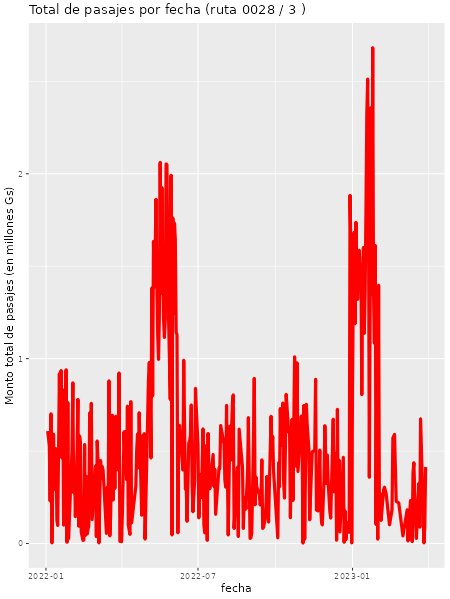 Total de pasajes por fecha (ruta 0028 / 3 )
Monto total de pasajes (en millones Gs)
2
1
0
2022-01
2022-07
2023-01
fecha